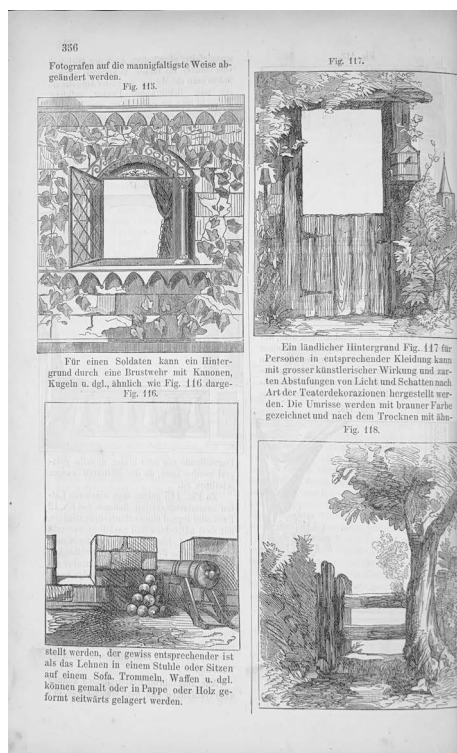 356
Fotografen auf die mannigfaltigste Weise ab-
geändert werden.
Fig. 115.
Für einen Soldaten kann ein Hinter-
grund durch eine Brustwehr mit Kanonen,
Kugeln u. dgl., ähnlich wie Fig. 116 darge-
Fig. 116.
stellt werden, der gewiss entsprechender ist
als das Lehnen in einem Stuhle oder Sitzen
auf einem Sofa. Trommeln, Waffen u. dgl.
können gemalt oder in Pappe oder Holz ge-
formt seitwärts gelagert werden.
Fig. 117.
Ein ländlicher Hintergrund Fig. 117 für
Personen in entsprechender Kleidung kann
mit grosser künstlerischer Wirkung und zar-
ten Abstufungen von Licht und Schatten nach
Art der Teaterdekorazionen hergestellt wer-
den. Die Umrisse werden mit brauner Farbe
gezeichnet und nach dem Trocknen mit ähn-
Fig. 118.